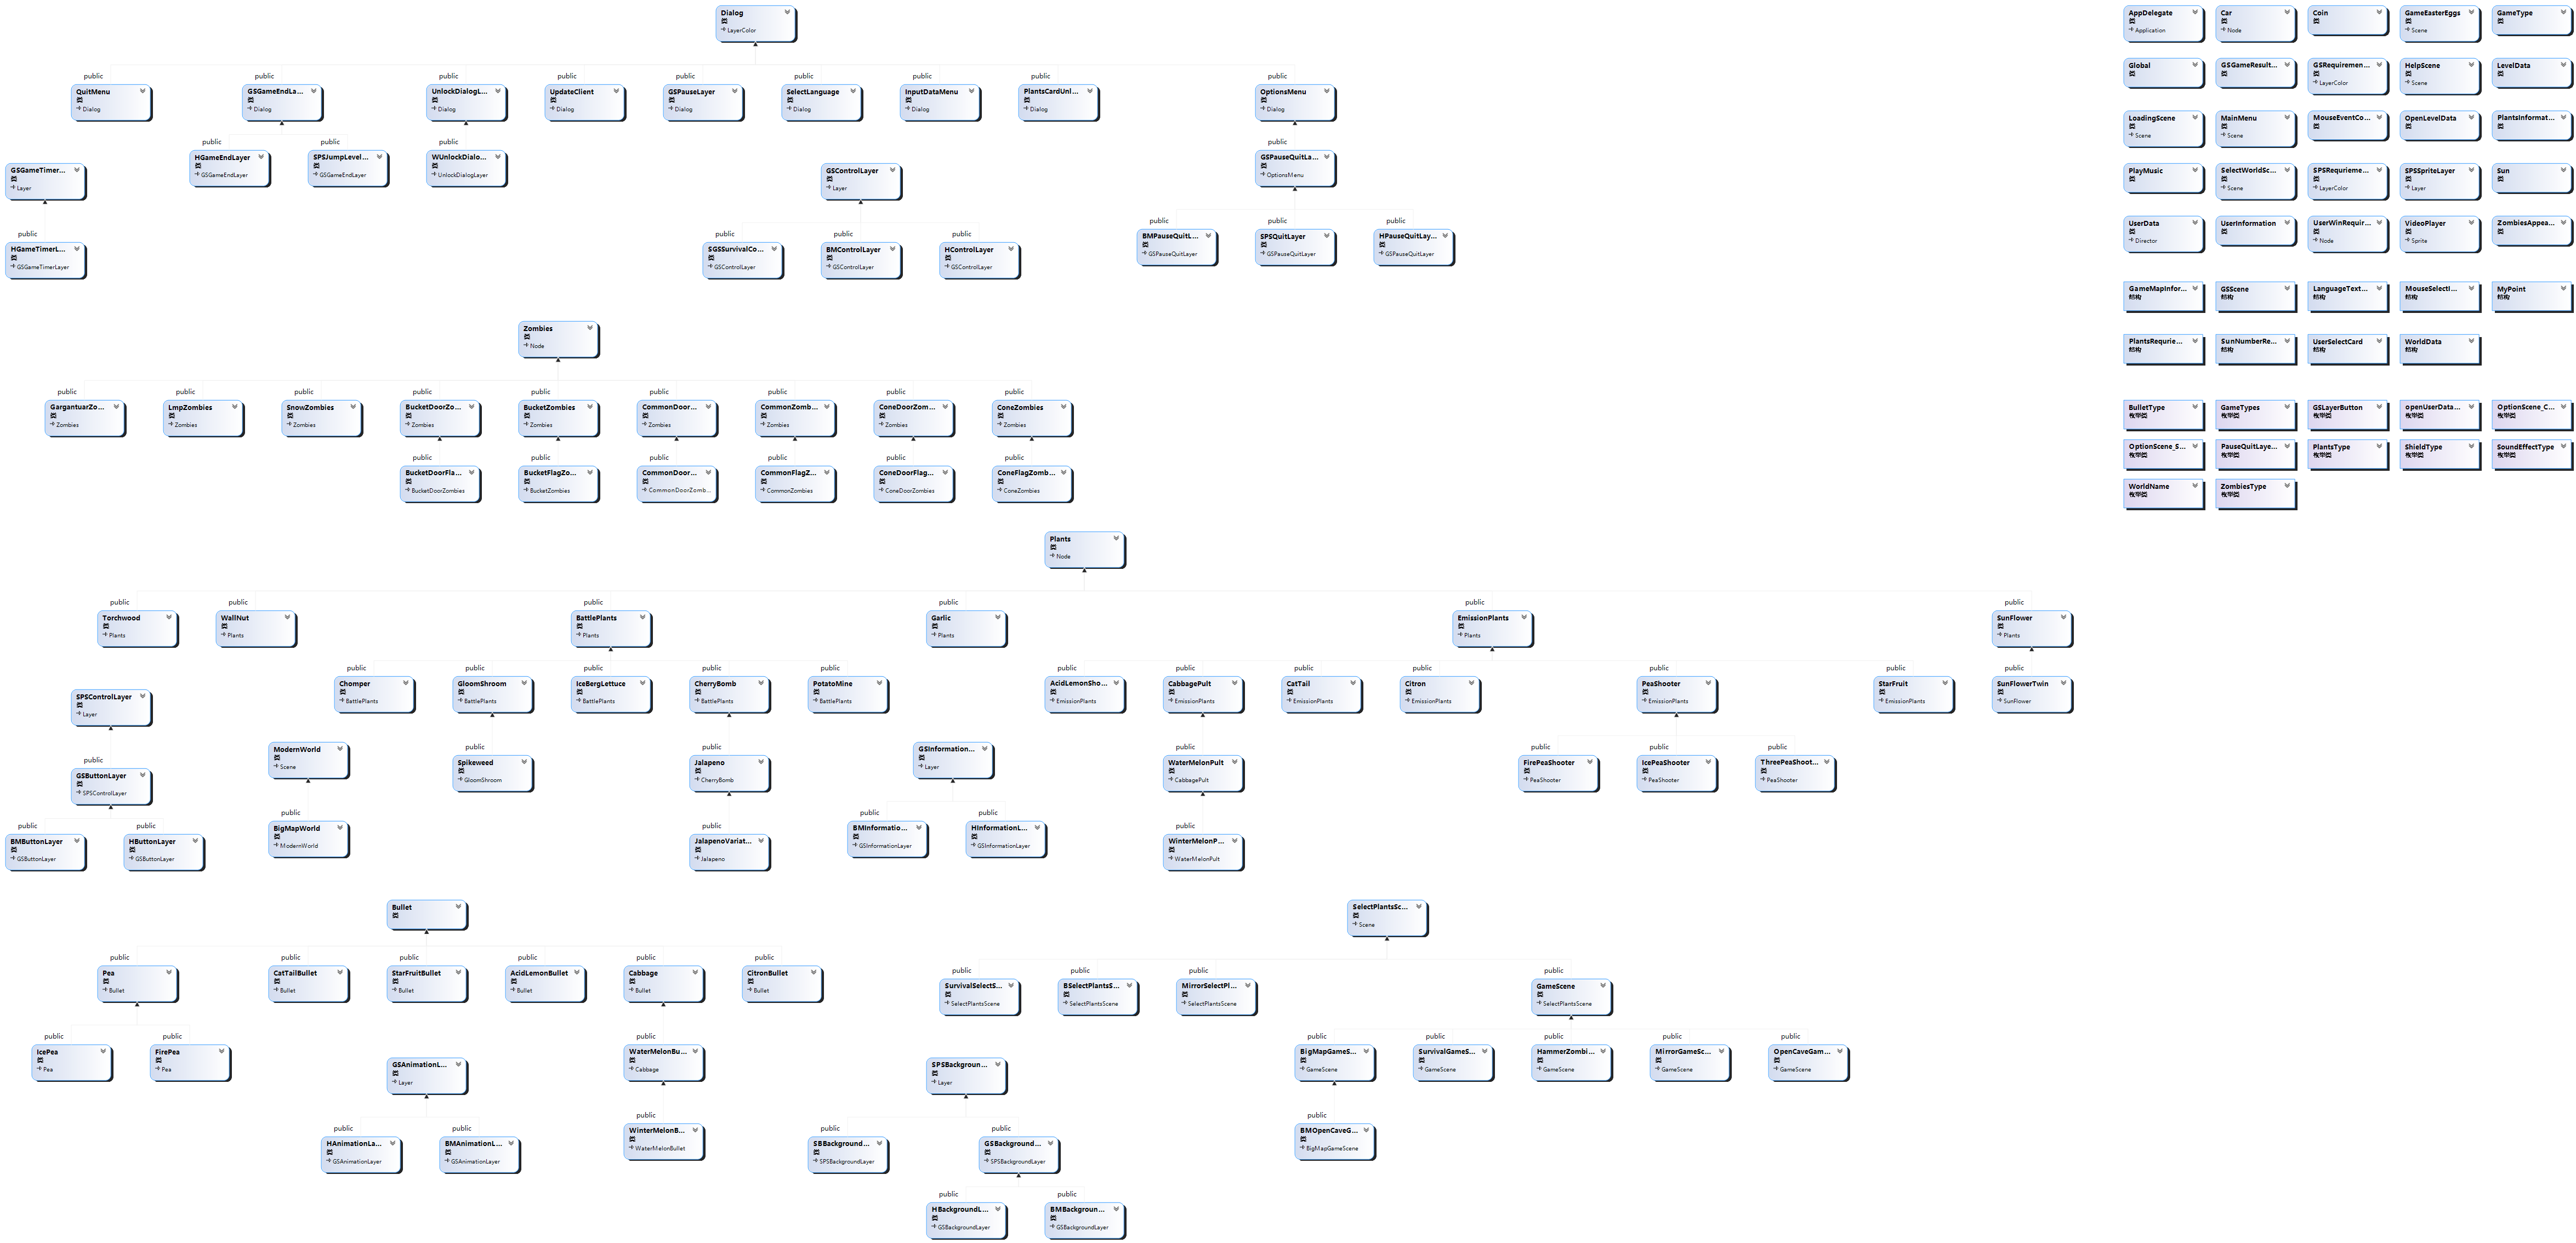 Dialog
类
LayerColor
public
QuitMenu
类
Dialog
public
GSGameEndLa...
类
Dialog
public
UnlockDialogL...
类
Dialog
public
UpdateClient
类
Dialog
public
GSPauseLayer
类
Dialog
public
SelectLanguage
类
Dialog
public
InputDataMenu
类
Dialog
public
PlantsCardUnl...
类
Dialog
public
OptionsMenu
类
Dialog
public
HGameEndLayer
类
GSGameEndLayer
public
SPSJumpLevel...
类
GSGameEndLayer
public
WUnlockDialo...
类
UnlockDialogLayer
public
GSPauseQuitLa...
类
OptionsMenu
GSGameTimer...
类
Layer
GSControlLayer
类
Layer
public
HGameTimerL...
类
GSGameTimerLayer
public
SGSSurvivalCo...
类
GSControlLayer
public
BMControlLayer
类
GSControlLayer
public
HControlLayer
类
GSControlLayer
public
BMPauseQuitL...
类
GSPauseQuitLayer
public
SPSQuitLayer
类
GSPauseQuitLayer
public
HPauseQuitLay...
类
GSPauseQuitLayer
Zombies
类
Node
public
GargantuarZo...
类
Zombies
public
LmpZombies
类
Zombies
public
SnowZombies
类
Zombies
public
BucketDoorZo...
类
Zombies
public
BucketZombies
类
Zombies
public
CommonDoor...
类
Zombies
public
CommonZomb...
类
Zombies
public
ConeDoorZom...
类
Zombies
public
ConeZombies
类
Zombies
public
BucketDoorFla...
类
BucketDoorZombies
public
BucketFlagZo...
类
BucketZombies
public
CommonDoor...
类
CommonDoorZomb...
public
CommonFlagZ...
类
CommonZombies
public
ConeDoorFlag...
类
ConeDoorZombies
public
ConeFlagZomb...
类
ConeZombies
Plants
类
Node
public
Torchwood
类
Plants
public
WallNut
类
Plants
public
BattlePlants
类
Plants
public
Garlic
类
Plants
public
EmissionPlants
类
Plants
public
SunFlower
类
Plants
public
Chomper
类
BattlePlants
public
GloomShroom
类
BattlePlants
public
IceBergLettuce
类
BattlePlants
public
CherryBomb
类
BattlePlants
public
PotatoMine
类
BattlePlants
public
AcidLemonSho...
类
EmissionPlants
public
CabbagePult
类
EmissionPlants
public
CatTail
类
EmissionPlants
public
Citron
类
EmissionPlants
public
PeaShooter
类
EmissionPlants
public
StarFruit
类
EmissionPlants
public
SunFlowerTwin
类
SunFlower
SPSControlLayer
类
Layer
ModernWorld
类
Scene
public
Spikeweed
类
GloomShroom
public
Jalapeno
类
CherryBomb
GSInformation...
类
Layer
public
WaterMelonPult
类
CabbagePult
public
FirePeaShooter
类
PeaShooter
public
IcePeaShooter
类
PeaShooter
public
ThreePeaShoot...
类
PeaShooter
public
GSButtonLayer
类
SPSControlLayer
public
BMButtonLayer
类
GSButtonLayer
public
HButtonLayer
类
GSButtonLayer
public
BigMapWorld
类
ModernWorld
public
JalapenoVariat...
类
Jalapeno
public
BMInformatio...
类
GSInformationLayer
public
HInformationL...
类
GSInformationLayer
public
WinterMelonP...
类
WaterMelonPult
Bullet
类
SelectPlantsSc...
类
Scene
public
Pea
类
Bullet
public
CatTailBullet
类
Bullet
public
StarFruitBullet
类
Bullet
public
AcidLemonBullet
类
Bullet
public
Cabbage
类
Bullet
public
CitronBullet
类
Bullet
public
SurvivalSelectS...
类
SelectPlantsScene
public
BSelectPlantsS...
类
SelectPlantsScene
public
MirrorSelectPl...
类
SelectPlantsScene
public
GameScene
类
SelectPlantsScene
public
IcePea
类
Pea
public
FirePea
类
Pea
GSAnimationL...
类
Layer
public
WaterMelonBu...
类
Cabbage
SPSBackgroun...
类
Layer
public
BigMapGameS...
类
GameScene
public
SurvivalGameS...
类
GameScene
public
HammerZombi...
类
GameScene
public
MirrorGameSc...
类
GameScene
public
OpenCaveGam...
类
GameScene
public
HAnimationLa...
类
GSAnimationLayer
public
BMAnimationL...
类
GSAnimationLayer
public
WinterMelonB...
类
WaterMelonBullet
public
SBBackground...
类
SPSBackgroundLayer
public
GSBackground...
类
SPSBackgroundLayer
public
BMOpenCaveG...
类
BigMapGameScene
public
HBackgroundL...
类
GSBackgroundLayer
public
BMBackgroun...
类
GSBackgroundLayer
AppDelegate
类
Application
Car
类
Node
Coin
类
GameEasterEggs
类
Scene
GameType
类
Global
类
GSGameResult...
类
GSRequiremen...
类
LayerColor
HelpScene
类
Scene
LevelData
类
LoadingScene
类
Scene
MainMenu
类
Scene
MouseEventCo...
类
OpenLevelData
类
PlantsInformat...
类
PlayMusic
类
SelectWorldSc...
类
Scene
SPSRequrieme...
类
LayerColor
SPSSpriteLayer
类
Layer
Sun
类
UserData
类
Director
UserInformation
类
UserWinRequir...
类
Node
VideoPlayer
类
Sprite
ZombiesAppea...
类
GameMapInfor...
结构
GSScene
结构
LanguageText...
结构
MouseSelectI...
结构
MyPoint
结构
PlantsRequrie...
结构
SunNumberRe...
结构
UserSelectCard
结构
WorldData
结构
BulletType
枚举类
GameTypes
枚举类
GSLayerButton
枚举类
openUserData...
枚举类
OptionScene_C...
枚举类
OptionScene_S...
枚举类
PauseQuitLaye...
枚举类
PlantsType
枚举类
ShieldType
枚举类
SoundEffectType
枚举类
WorldName
枚举类
ZombiesType
枚举类